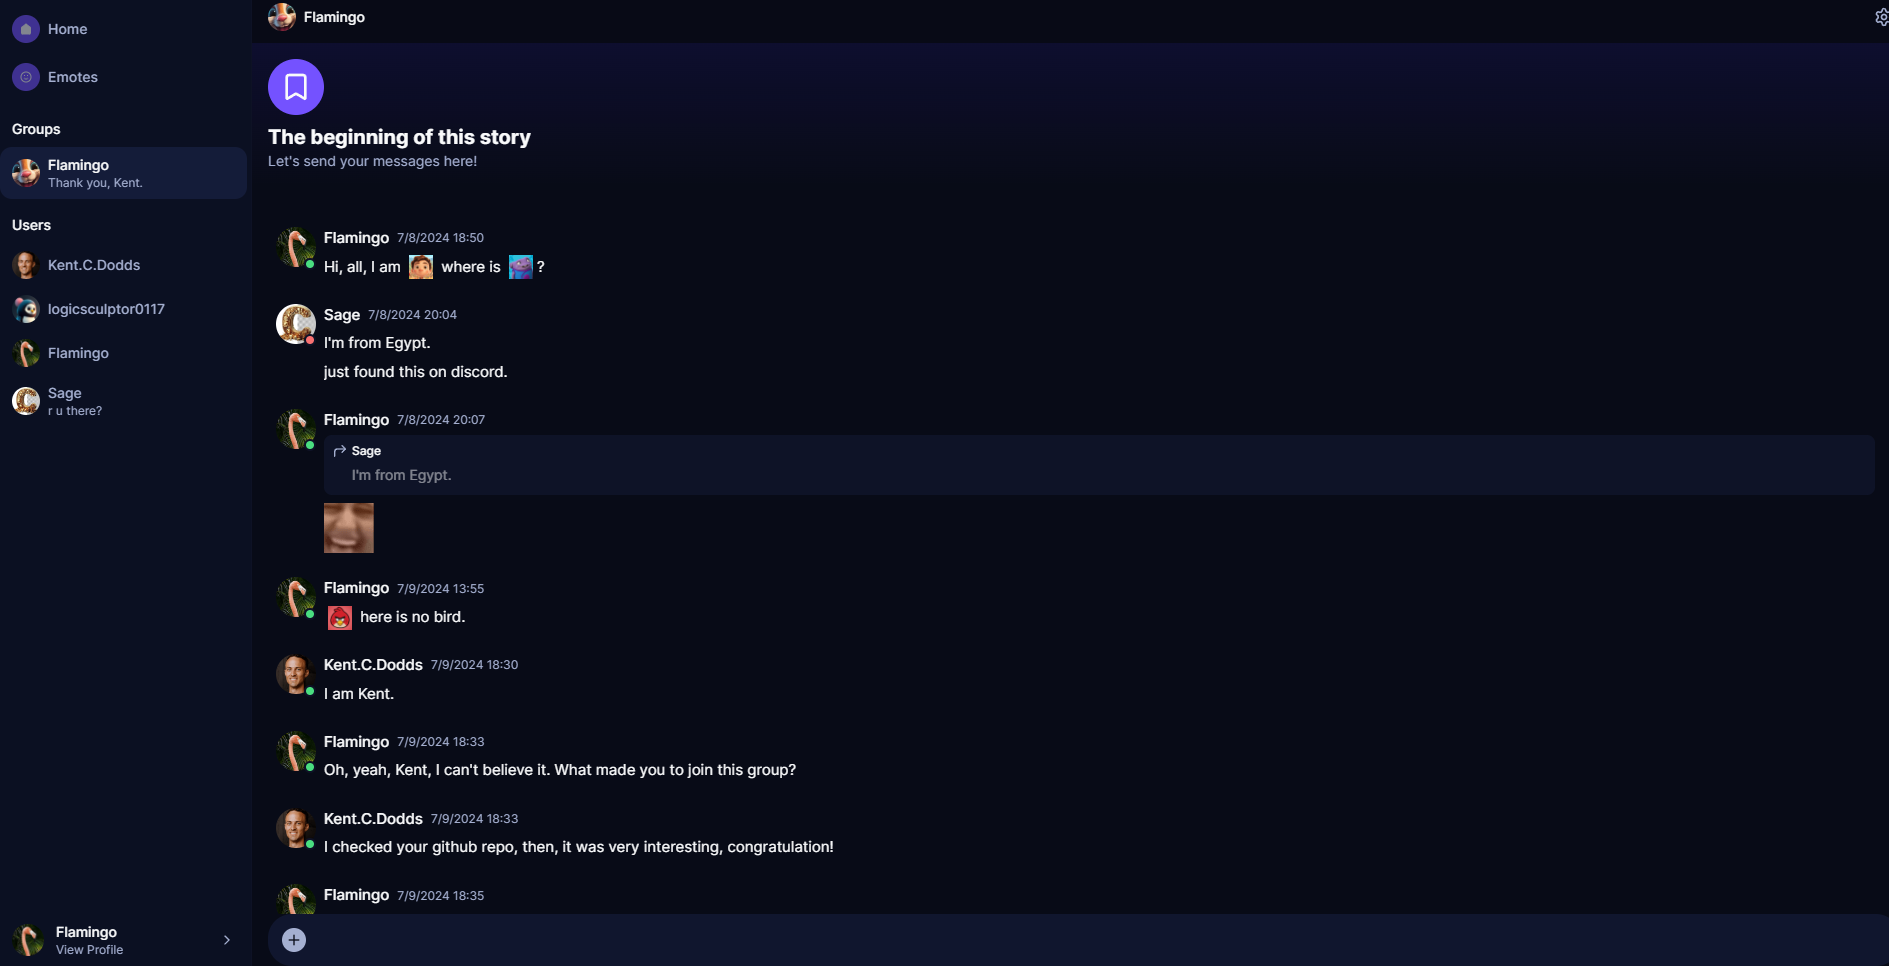 Home
Emotes
Groups
Flamingo
Thank you, Kent.
Users
Kent.C.Dodds
logicsculptor0117
Flamingo
Sage
r u there?
Flamingo
View Profile
Flamingo
The beginning of this story
Let's send your messages here!
Flamingo 7/8/2024 18:50
Hi, all, I am where is ?
Sage 7/8/2024 20:04
I'm from Egypt.
just found this on discord.
Flamingo 7/8/2024 20:07
Sage
I'm from Egypt.
Flamingo 7/9/2024 13:55
here is no bird.
Kent.C.Dodds 7/9/2024 18:30
I am Kent.
Flamingo 7/9/2024 18:33
Oh, yeah, Kent, I can't believe it. What made you to join this group?
Kent.C.Dodds 7/9/2024 18:33
I checked your github repo, then, it was very interesting, congratulation!
Flamingo 7/9/2024 18:35